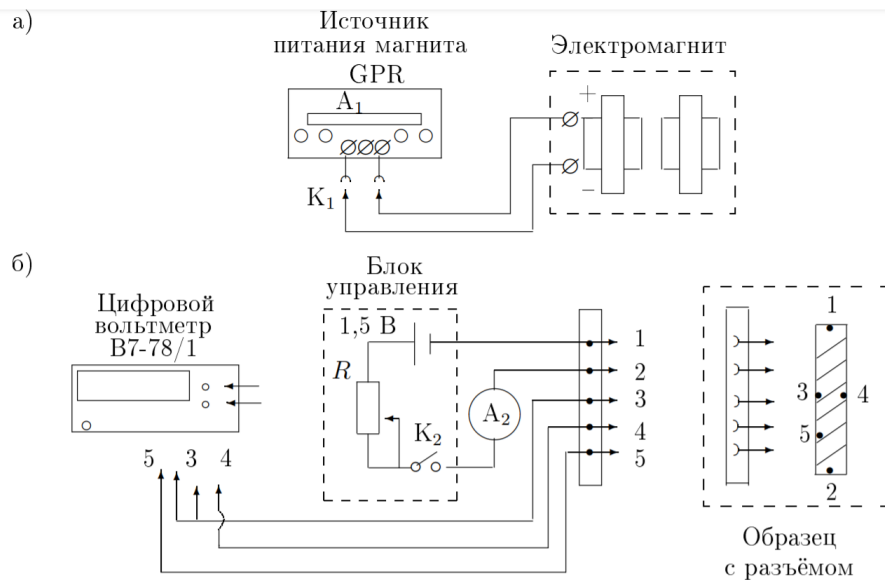 а)
Источник
питания магнита
GPR
A₁
K₁
Электромагнит
+
−
б)
Цифровой
вольтметр
В7-78/1
5 3 4
Блок
управления
1,5 В
R
K₂
A₂
1
2
3
4
5
1
3
4
5
2
Образец
с разъёмом